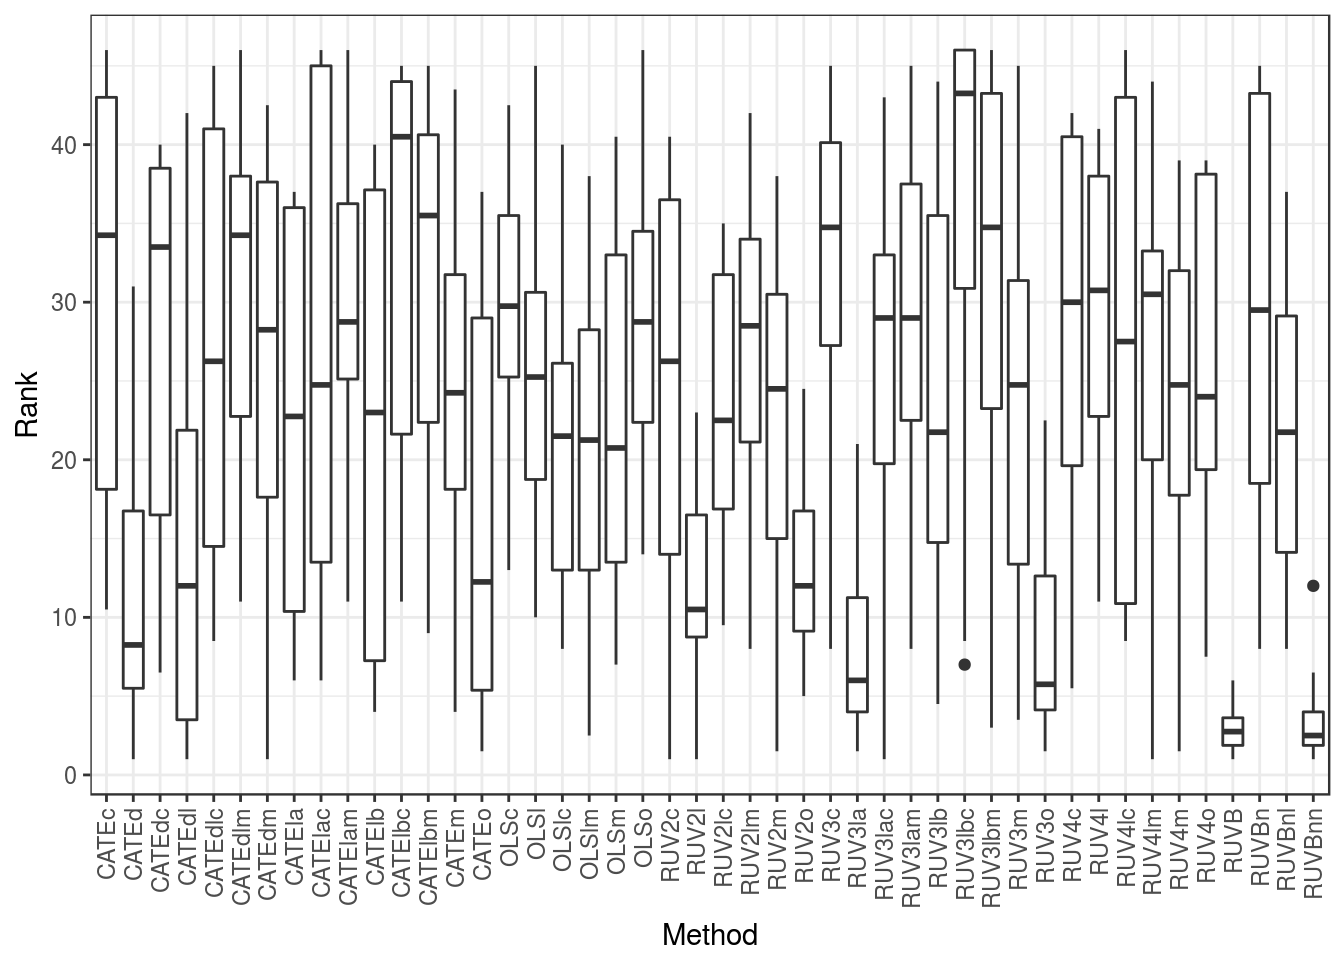 Rank
40
30
20
10
0
CATEc
CATEd
CATEdc
CATEdl
CATEdlc
CATEdlm
CATEdm
CATEla
CATElac
CATElam
CATElb
CATElbc
CATElbm
CATEm
CATEo
OLSc
OLSl
OLSlc
OLSlm
OLSm
OLSo
RUV2c
RUV2l
RUV2lc
RUV2lm
RUV2m
RUV2o
RUV3c
RUV3la
RUV3lac
RUV3lam
RUV3lb
RUV3lbc
RUV3lbm
RUV3m
RUV3o
RUV4c
RUV4l
RUV4lc
RUV4lm
RUV4m
RUV4o
RUVB
RUVBn
RUVBnl
RUVBnn
Method